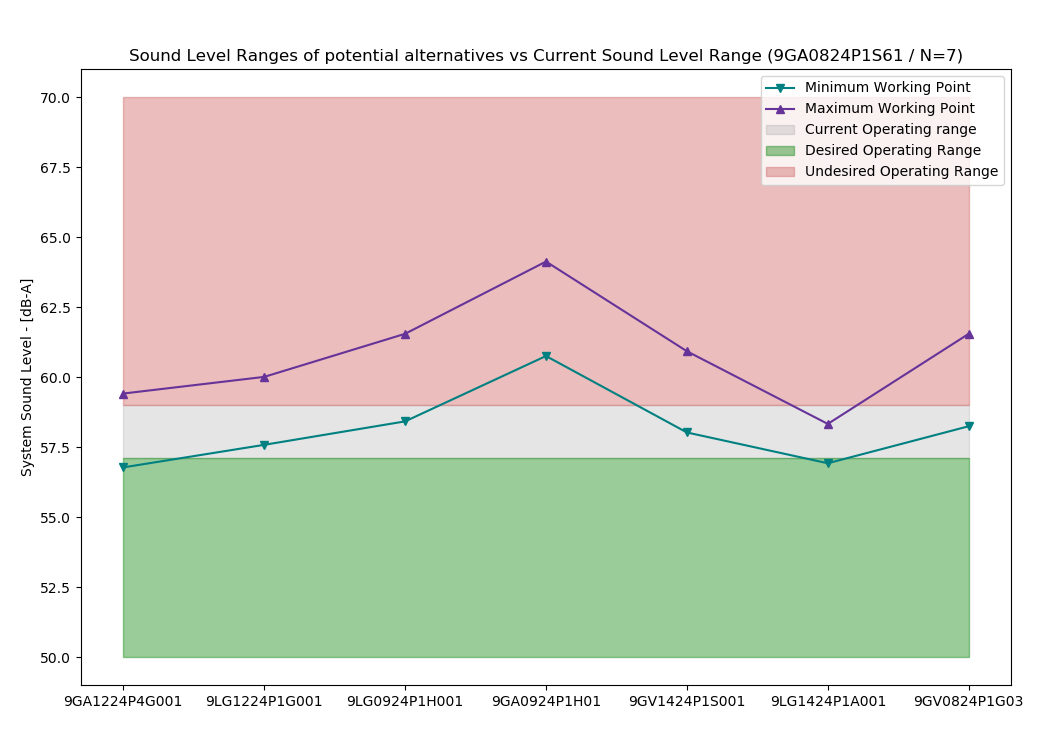 Sound Level Ranges of potential alternatives vs Current Sound Level Range (9GA0824P1S61 / N=7)
Minimum Working Point
Maximum Working Point
Current Operating range
Desired Operating Range
Undesired Operating Range
System Sound Level - [dB-A]
70.0
67.5
65.0
62.5
60.0
57.5
55.0
52.5
50.0
9GA1224P4G001 9LG1224P1G001 9LG0924P1H001 9GA0924P1H01 9GV1424P1S001 9LG1424P1A001 9GV0824P1G03